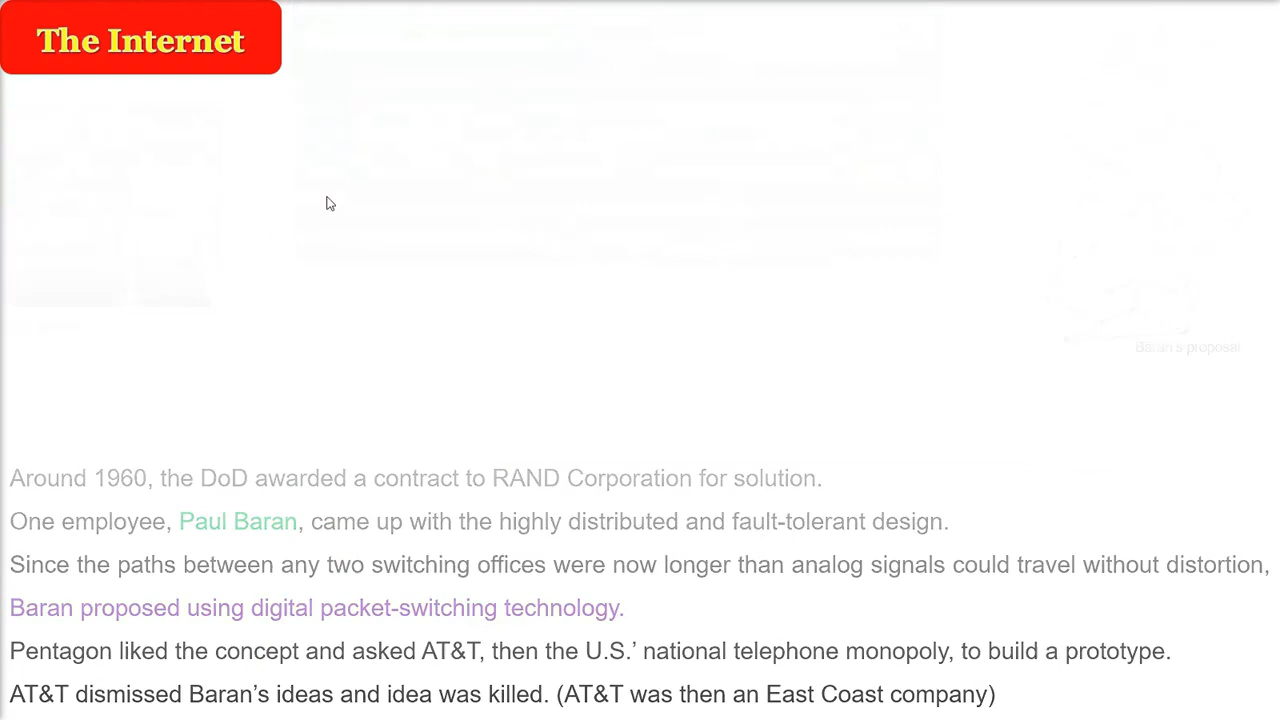 The Internet
Baran's proposal
Around 1960, the DoD awarded a contract to RAND Corporation for solution.
One employee, Paul Baran, came up with the highly distributed and fault-tolerant design.
Since the paths between any two switching offices were now longer than analog signals could travel without distortion,
Baran proposed using digital packet-switching technology.
Pentagon liked the concept and asked AT&T, then the U.S.’ national telephone monopoly, to build a prototype.
AT&T dismissed Baran’s ideas and idea was killed. (AT&T was then an East Coast company)